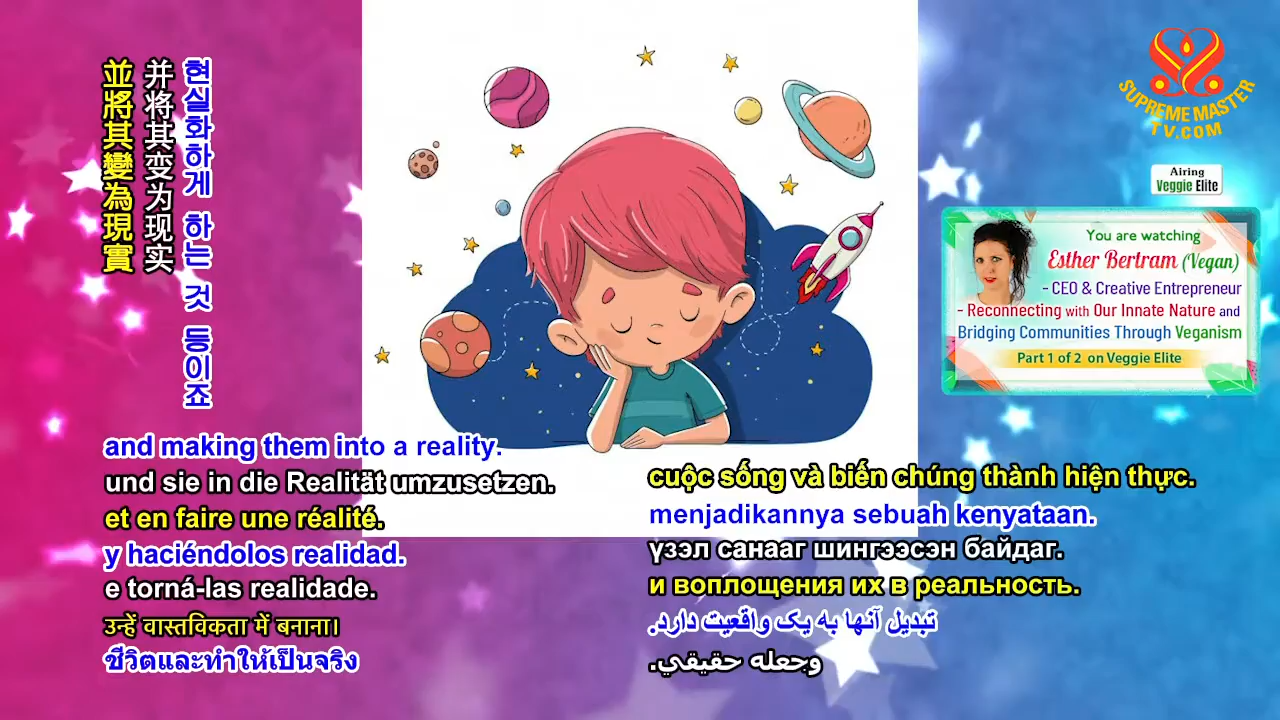 並將其變為現實
并将其变为现实
현실화하게 하는 것 등이죠
and making them into a reality.
und sie in die Realität umzusetzen.
et en faire une réalité.
y haciéndolos realidad.
e torná-las realidade.
उन्हें वास्तविकता में बनाना।
ชีวิตและทำให้เป็นจริง
cuộc sống và biến chúng thành hiện thực.
menjadikannya sebuah kenyataan.
үзэл санааг шингээсэн байдаг.
и воплощения их в реальность.
تبدیل آنها به یک واقعیت دارد.
وجعله حقيقي.
SUPREME MASTER
TV.COM
Airing
Veggie Elite
You are watching
Esther Bertram (Vegan)
- CEO & Creative Entrepreneur
- Reconnecting with Our Innate Nature and
Bridging Communities Through Veganism
Part 1 of 2 on Veggie Elite